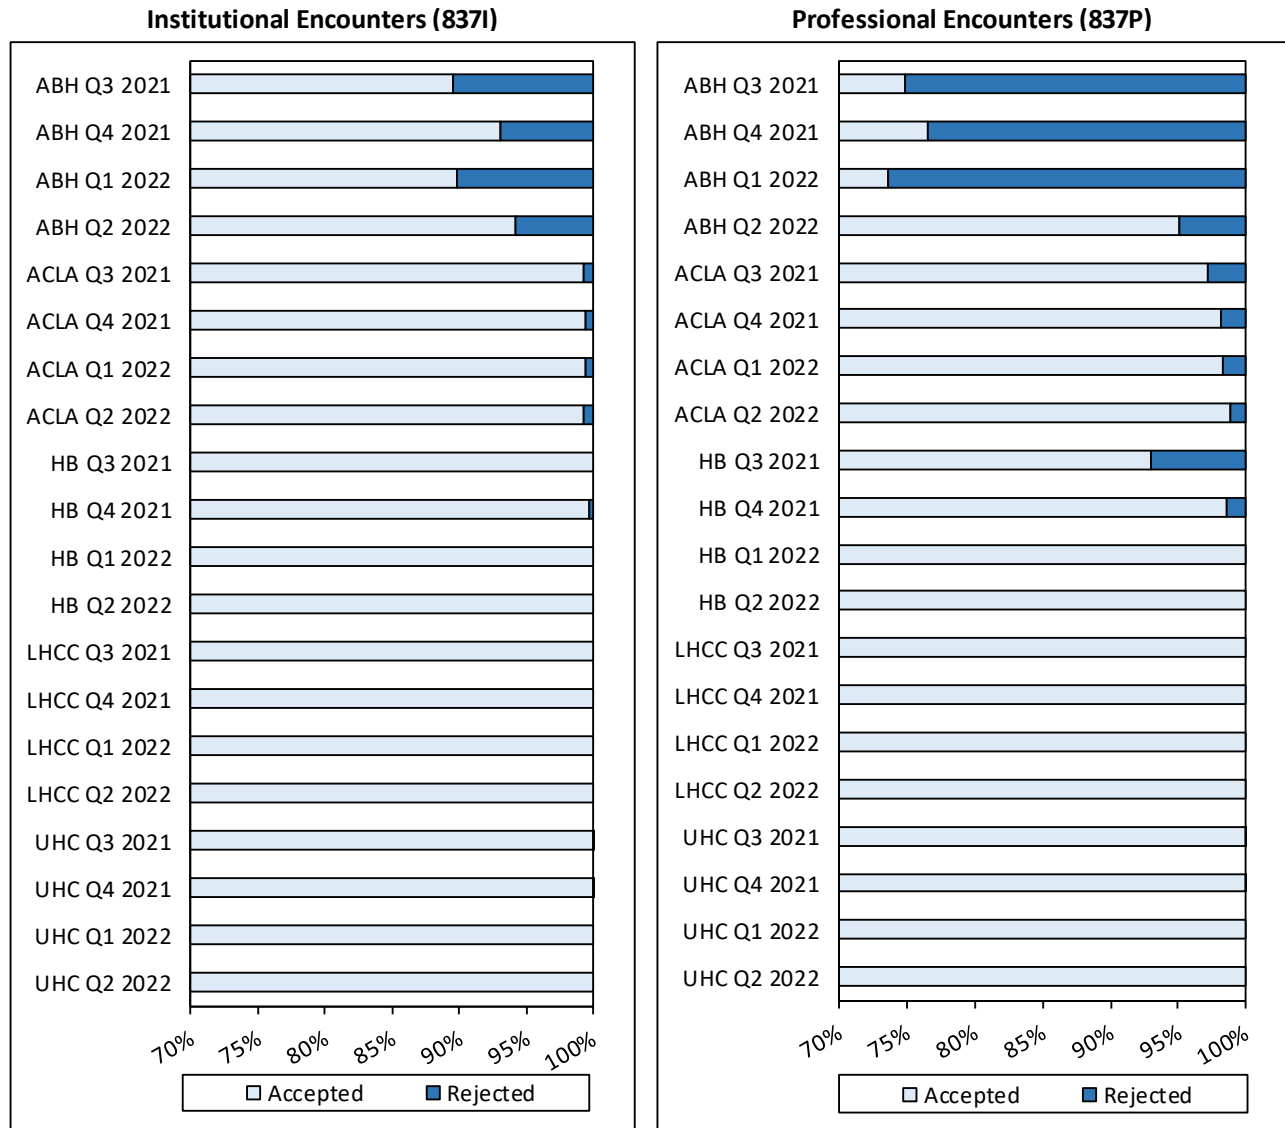 Institutional Encounters (837I)
ABH Q3 2021
ABH Q4 2021
ABH Q1 2022
ABH Q2 2022
ACLA Q3 2021
ACLA Q4 2021
ACLA Q1 2022
ACLA Q2 2022
HB Q3 2021
HB Q4 2021
HB Q1 2022
HB Q2 2022
LHCC Q3 2021
LHCC Q4 2021
LHCC Q1 2022
LHCC Q2 2022
UHC Q3 2021
UHC Q4 2021
UHC Q1 2022
UHC Q2 2022
70% 75% 80% 85% 90% 95% 100%
Accepted Rejected
Professional Encounters (837P)
ABH Q3 2021
ABH Q4 2021
ABH Q1 2022
ABH Q2 2022
ACLA Q3 2021
ACLA Q4 2021
ACLA Q1 2022
ACLA Q2 2022
HB Q3 2021
HB Q4 2021
HB Q1 2022
HB Q2 2022
LHCC Q3 2021
LHCC Q4 2021
LHCC Q1 2022
LHCC Q2 2022
UHC Q3 2021
UHC Q4 2021
UHC Q1 2022
UHC Q2 2022
70% 75% 80% 85% 90% 95% 100%
Accepted Rejected